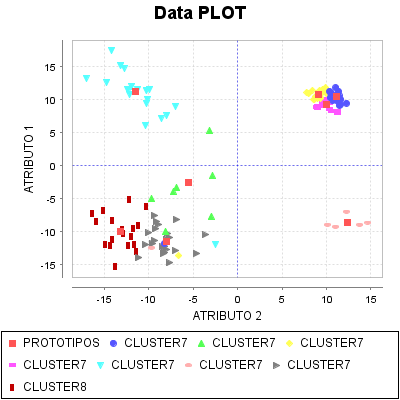 Data PLOT
ATRIBUTO 1
15
10
5
0
-5
-10
-15
-15 -10 -5 0 5 10 15
ATRIBUTO 2
PROTOTIPOS CLUSTER7 CLUSTER7 CLUSTER7
CLUSTER7 CLUSTER7 CLUSTER7 CLUSTER7
CLUSTER8